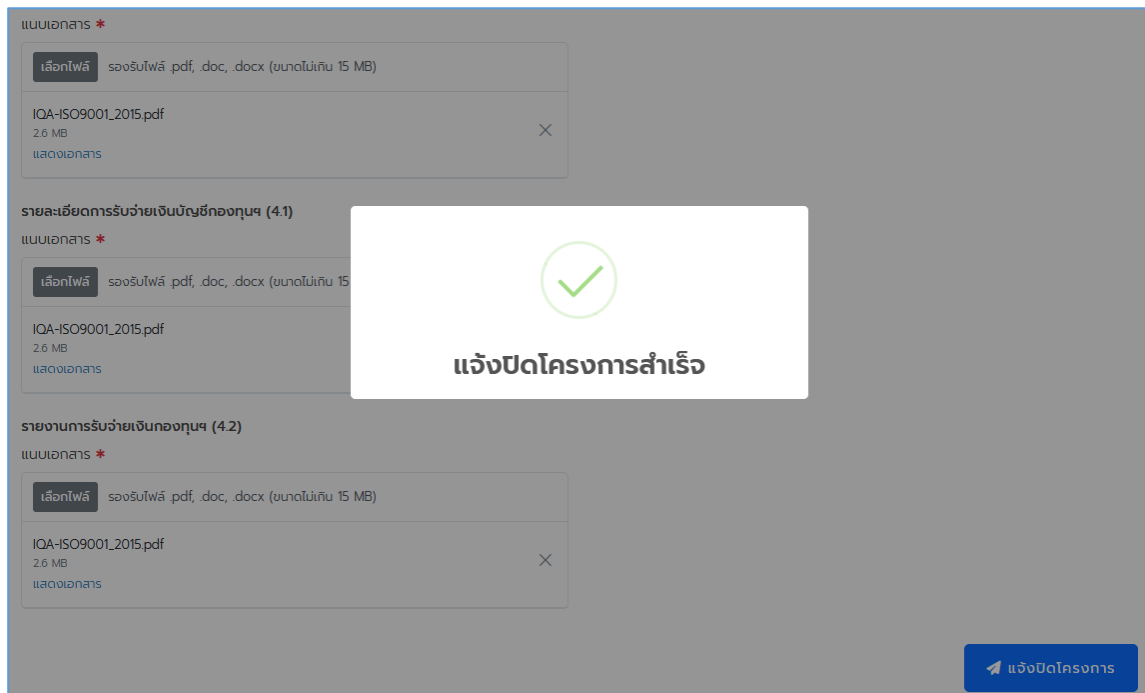 แนบเอกสาร *
เลือกไฟล์ รองรับไฟล์ .pdf, .doc, .docx (ขนาดไม่เกิน 15 MB)
IQA-ISO9001_2015.pdf
2.6 MB
แสดงเอกสาร
รายละเอียดการรับจ่ายเงินบัญชีกองทุนฯ (4.1)
แนบเอกสาร *
เลือกไฟล์ รองรับไฟล์ .pdf, .doc, .docx (ขนาดไม่เกิน 15
IQA-ISO9001_2015.pdf
2.6 MB
แสดงเอกสาร
แจ้งปิดโครงการสำเร็จ
รายงานการรับจ่ายเงินกองทุนฯ (4.2)
แนบเอกสาร *
เลือกไฟล์ รองรับไฟล์ .pdf, .doc, .docx (ขนาดไม่เกิน 15 MB)
IQA-ISO9001_2015.pdf
2.6 MB
แสดงเอกสาร
แจ้งปิดโครงการ